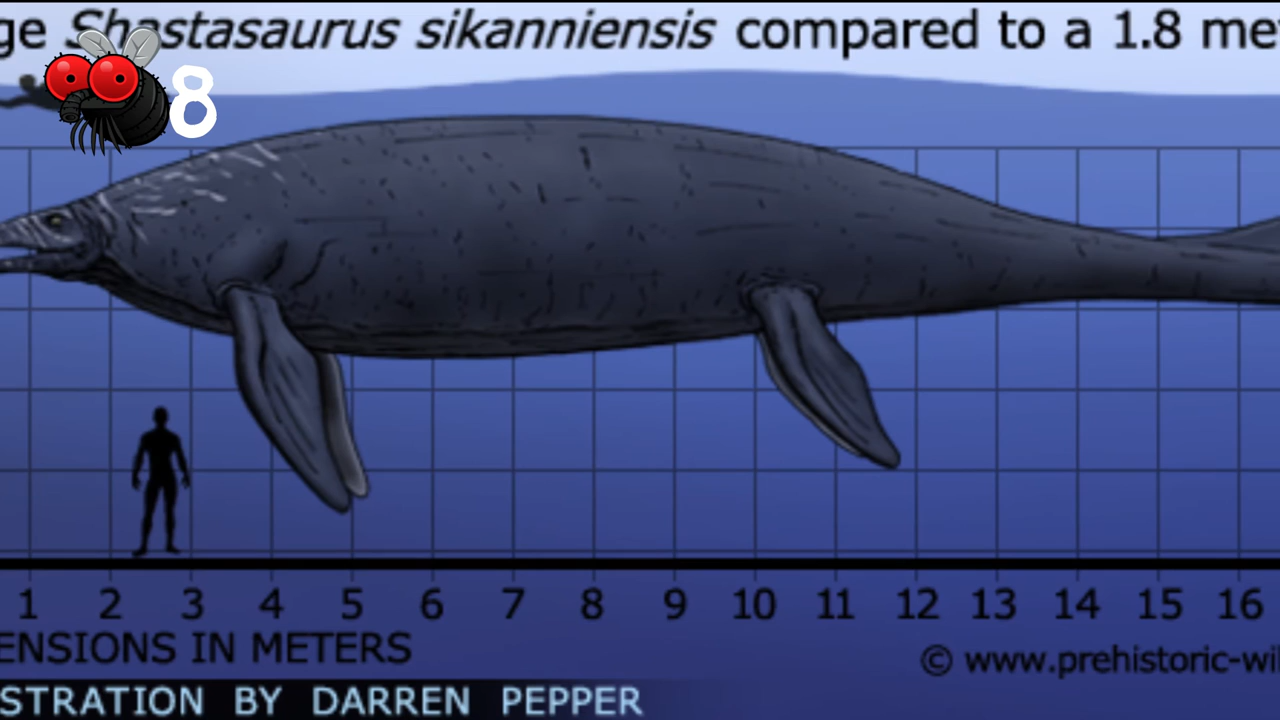 ge Shastasaurus sikanniensis compared to a 1.8 me
8
1 2 3 4 5 6 7 8 9 10 11 12 13 14 15 16
ENSIONS IN METERS
© www.prehistoric-wil
STRATION BY DARREN PEPPER